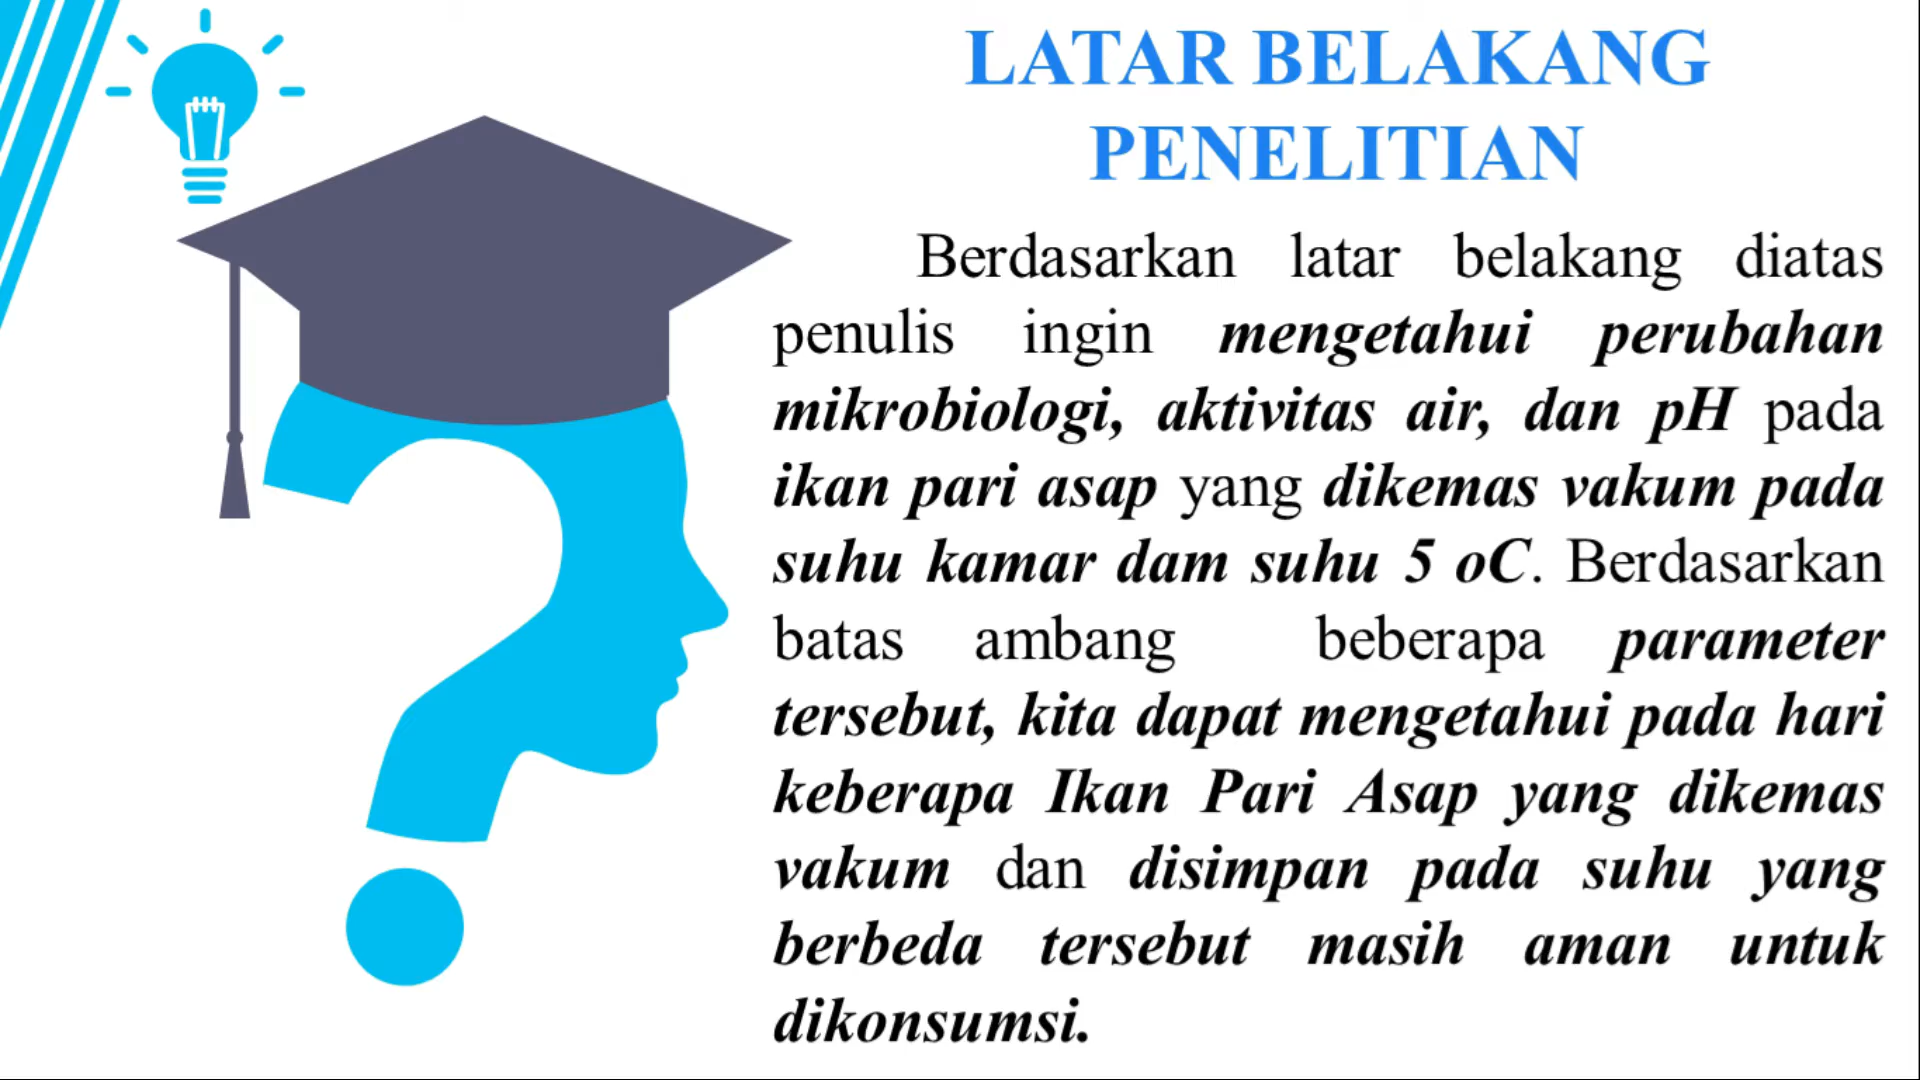 LATAR BELAKANG
PENELITIAN
Berdasarkan latar belakang diatas
penulis ingin mengetahui perubahan
mikrobiologi, aktivitas air, dan pH pada
ikan pari asap yang dikemas vakum pada
suhu kamar dam suhu 5 oC. Berdasarkan
batas ambang beberapa parameter
tersebut, kita dapat mengetahui pada hari
keberapa Ikan Pari Asap yang dikemas
vakum dan disimpan pada suhu yang
berbeda tersebut masih aman untuk
dikonsumsi.